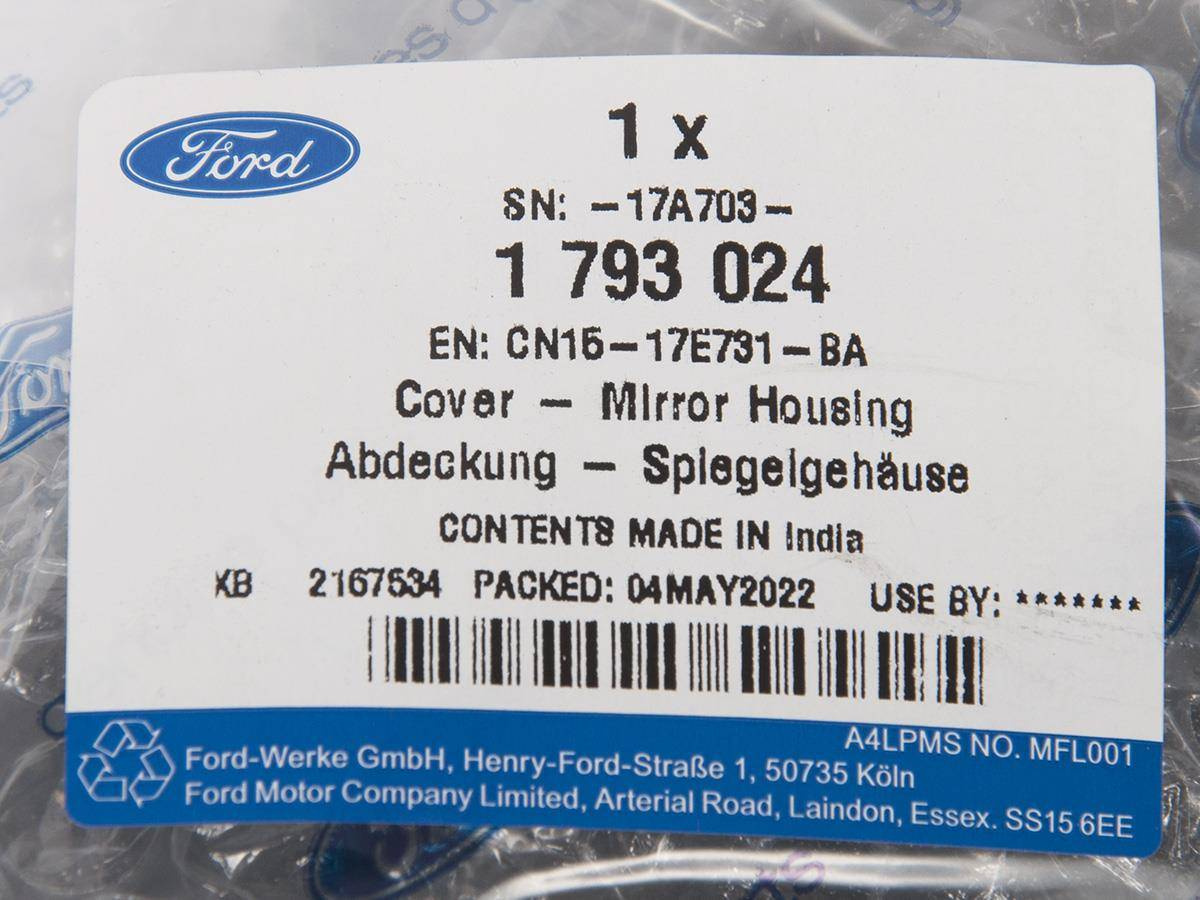 Ford
1 x
SN: -17A703-
1 793 024
EN: CN15-17E731-BA
Cover - Mirror Housing
Abdeckung - Spiegelgehäuse
CONTENTS MADE IN India
KB 2167534 PACKED: 04MAY2022 USE BY: *******
A4LPMS NO. MFL001
Ford-Werke GmbH, Henry-Ford-Straße 1, 50735 Köln
Ford Motor Company Limited, Arterial Road, Laindon, Essex. SS15 6EE